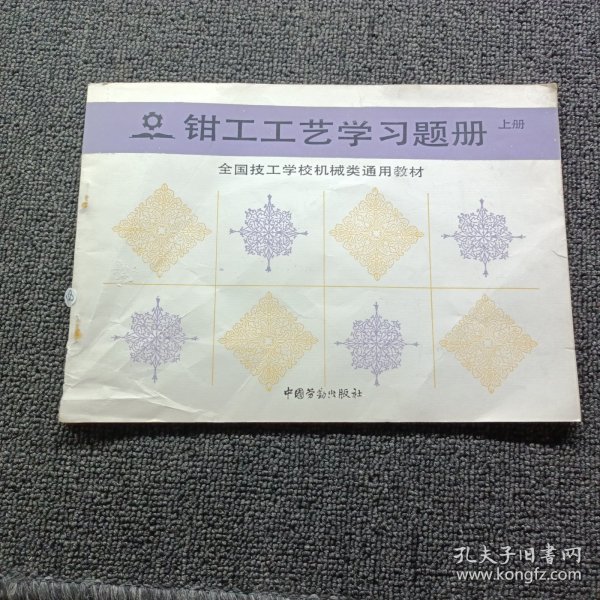 钳工工艺学习题册 上册
全国技工学校机械类通用教材
中国劳动出版社
孔夫子旧書网
www.kongfz.com